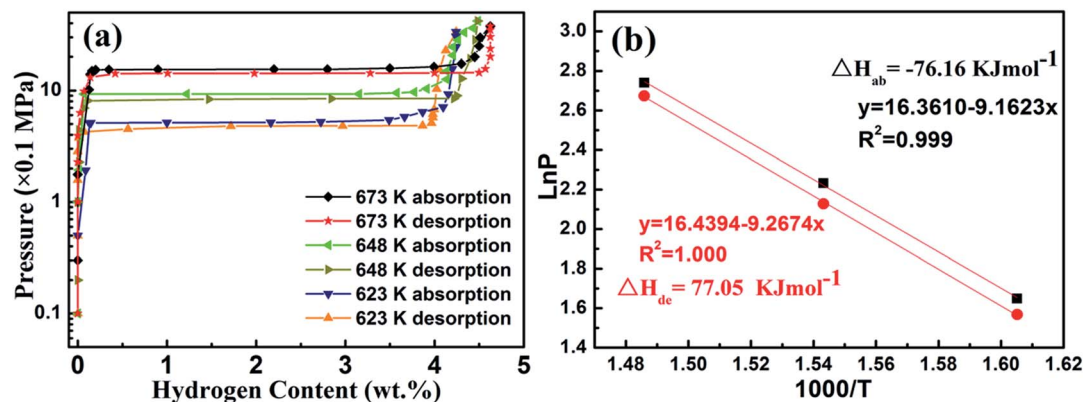 (a)
Pressure (×0.1 MPa)
10
1
0.1
673 K absorption
673 K desorption
648 K absorption
648 K desorption
623 K absorption
623 K desorption
0 1 2 3 4 5
Hydrogen Content (wt.%)
(b)
LnP
3.0
2.8
2.6
2.4
2.2
2.0
1.8
1.6
1.4
△H_ab= -76.16 KJmol⁻¹
y=16.3610-9.1623x
R²=0.999
y=16.4394-9.2674x
R²=1.000
△H_de= 77.05 KJmol⁻¹
1.48 1.50 1.52 1.54 1.56 1.58 1.60 1.62
1000/T